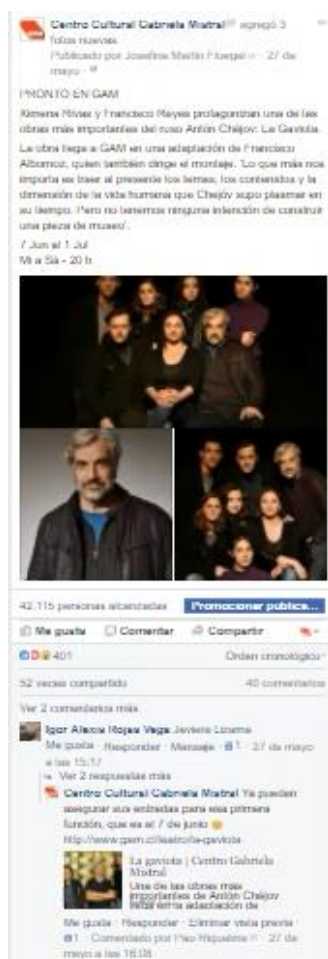 Centro Cultural Gabriela Mistral agregó 3
fotos nuevas.
Publicado por Josefina Martin Fluegel · 27 de
mayo ·
PRONTO EN GAM
Ximena Rivas y Francisco Reyes protagonizan una de las
obras más importantes del ruso Antón Chéjov: La Gaviota.
La obra llega a GAM en una adaptación de Francisco
Albornoz, quien también dirige el montaje. 'Lo que más nos
importa es traer al presente los temas, los contenidos y la
dimensión de la vida humana que Chejóv supo plasmar en
su tiempo. Pero no tenemos ninguna intención de construir
una pieza de museo'.
7 Jun al 1 Jul
Mi a Sá - 20 h
42.115 personas alcanzadas Promocionar publica...
Me gusta Comentar Compartir
401 Orden cronológico
52 veces compartido 40 comentarios
Ver 2 comentarios más
Igor Alexis Rojas Vega Javiera Lizama
Me gusta · Responder · Mensaje · 1 · 27 de mayo
a las 15:17
Ver 2 respuestas más
Centro Cultural Gabriela Mistral Ya pueden
asegurar sus entradas para esa primera
función, que es el 7 de junio
http://www.gam.cl/teatro/la-gaviota
La gaviota | Centro Gabriela
Mistral
Una de las obras más
importantes de Antón Chéjov
llega en la adaptación de
Me gusta · Responder · Eliminar vista previa
1 · Comentado por Pao Riquelme · 27 de
mayo a las 16:08